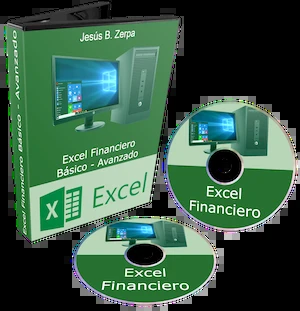 Jesús B. Zerpa
Excel Financiero
Básico - Avanzado
Excel
Excel Financiero Básico - Avanzado
Excel
Financiero
Excel
Financiero